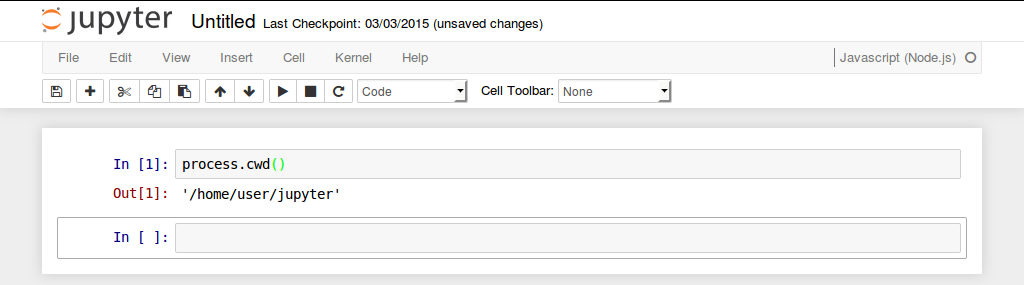 jupyter Untitled Last Checkpoint: 03/03/2015 (unsaved changes)
File Edit View Insert Cell Kernel Help Javascript (Node.js)
Code Cell Toolbar: None
In [1]: process.cwd()
Out[1]: '/home/user/jupyter'
In [ ]: